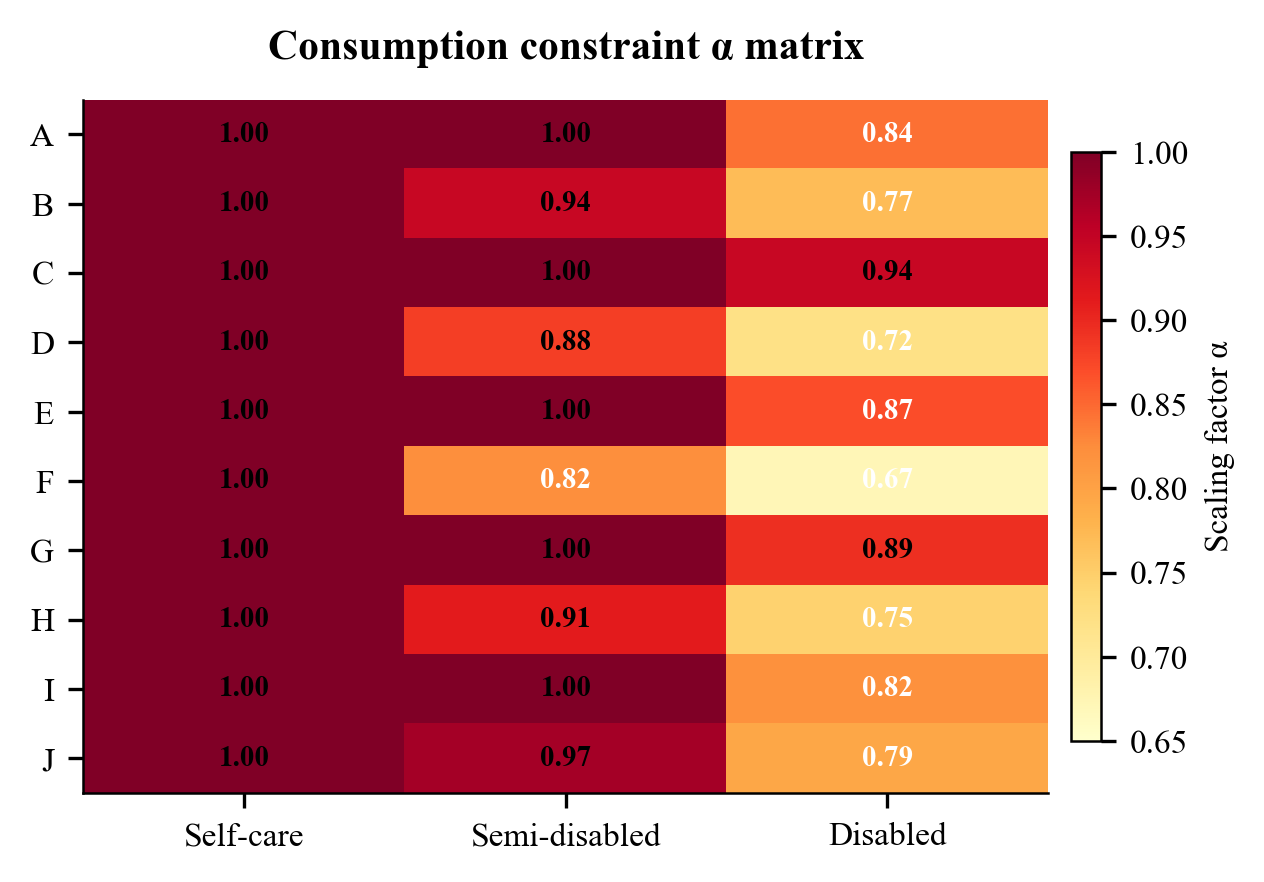 Consumption constraint α matrix
A 1.00 1.00 0.84
B 1.00 0.94 0.77
C 1.00 1.00 0.94
D 1.00 0.88 0.72
E 1.00 1.00 0.87
F 1.00 0.82 0.67
G 1.00 1.00 0.89
H 1.00 0.91 0.75
I 1.00 1.00 0.82
J 1.00 0.97 0.79
Self-care Semi-disabled Disabled
1.00
0.95
0.90
0.85
0.80
0.75
0.70
0.65
Scaling factor α